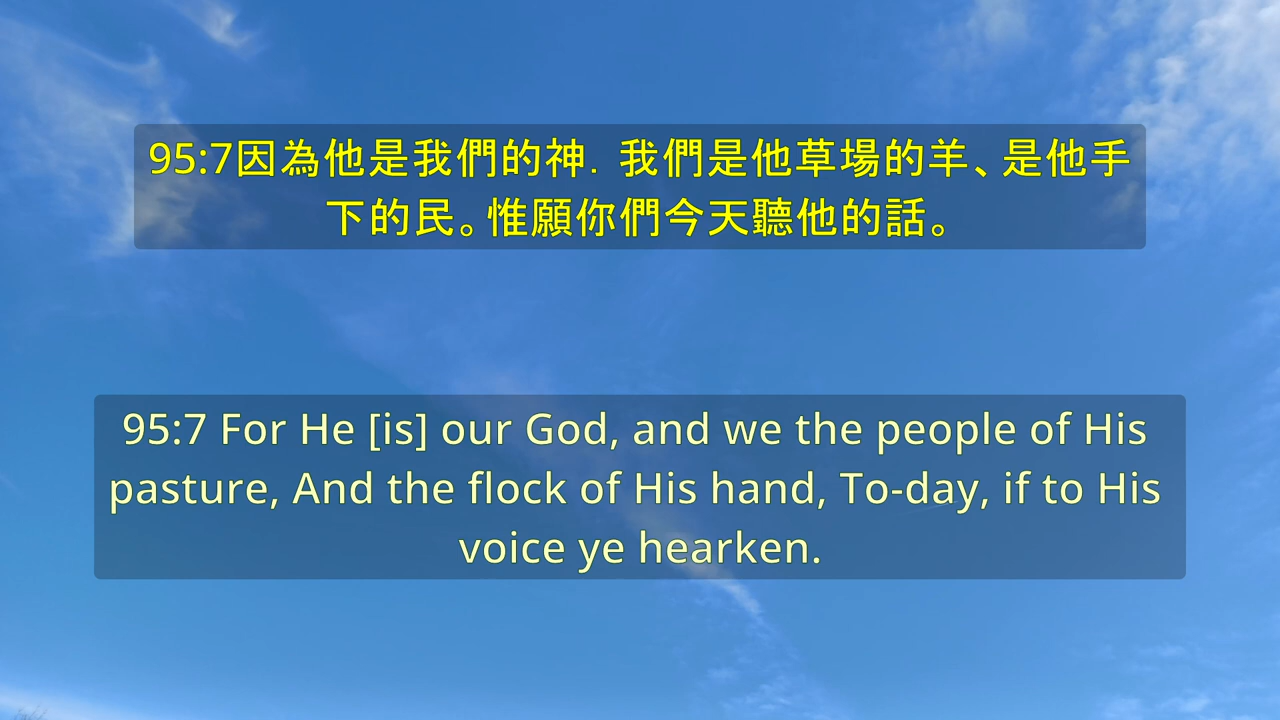 95:7因為他是我們的神．我們是他草場的羊、是他手
下的民。惟願你們今天聽他的話。
95:7 For He [is] our God, and we the people of His
pasture, And the flock of His hand, To-day, if to His
voice ye hearken.